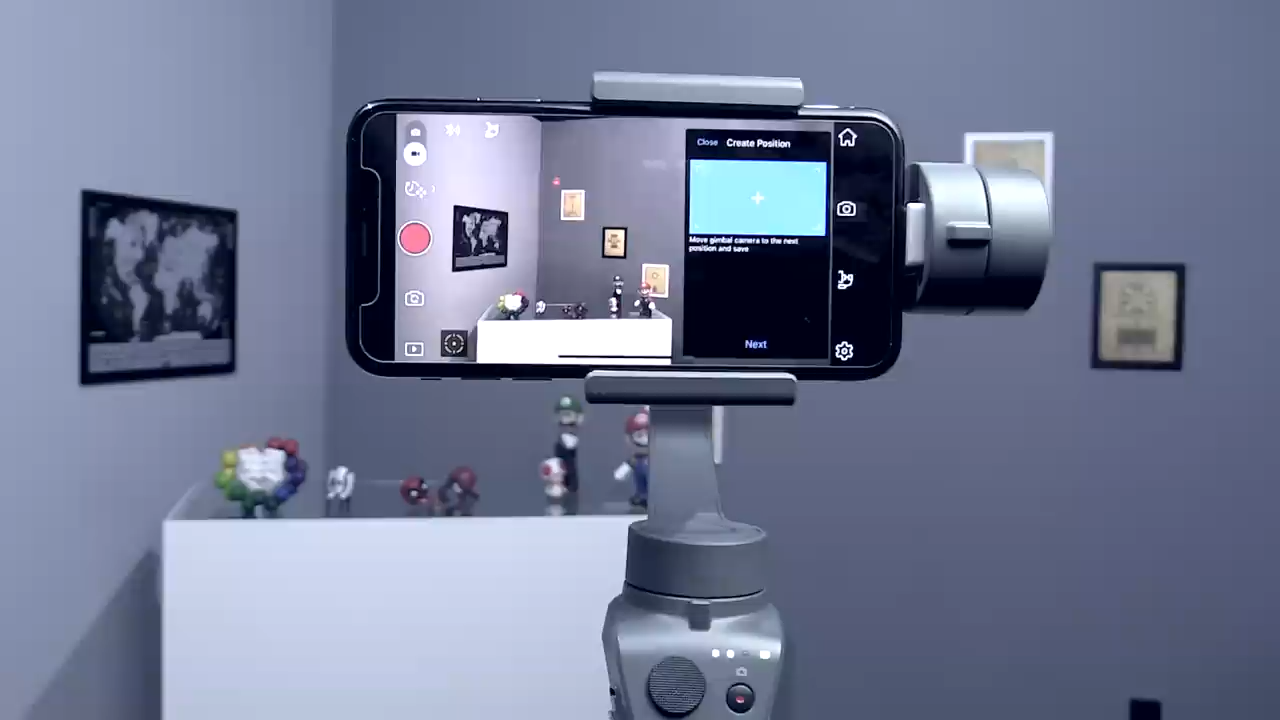 Close Create Position
Move gimbal camera to the next
position and save
Next